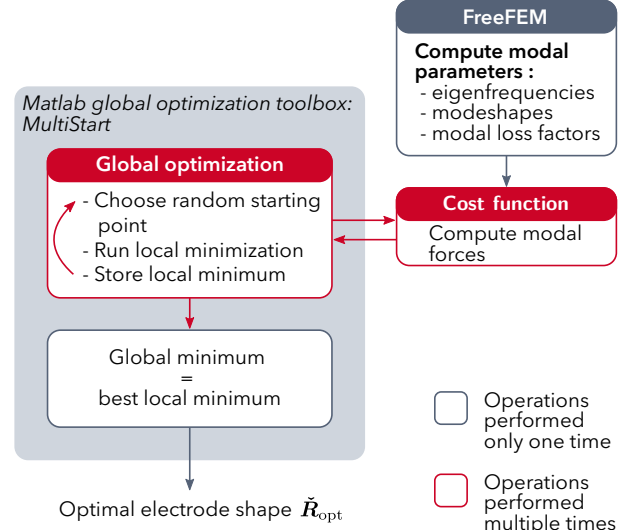 FreeFEM
Compute modal
parameters :
- eigenfrequencies
- modeshapes
- modal loss factors
Matlab global optimization toolbox:
MultiStart
Global optimization
- Choose random starting
point
- Run local minimization
- Store local minimum
Cost function
Compute modal
forces
Global minimum
=
best local minimum
Optimal electrode shape Ř_opt
Operations
performed
only one time
Operations
performed
multiple times